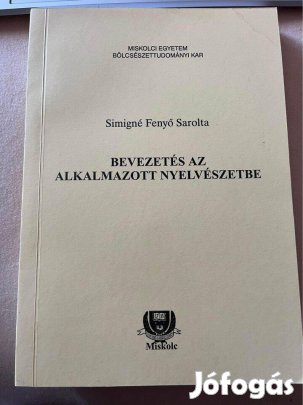 MISKOLCI EGYETEM
BÖLCSÉSZETTUDOMÁNYI KAR
Simigné Fenyő Sarolta
BEVEZETÉS AZ
ALKALMAZOTT NYELVÉSZETBE
Miskolc
Jófogás